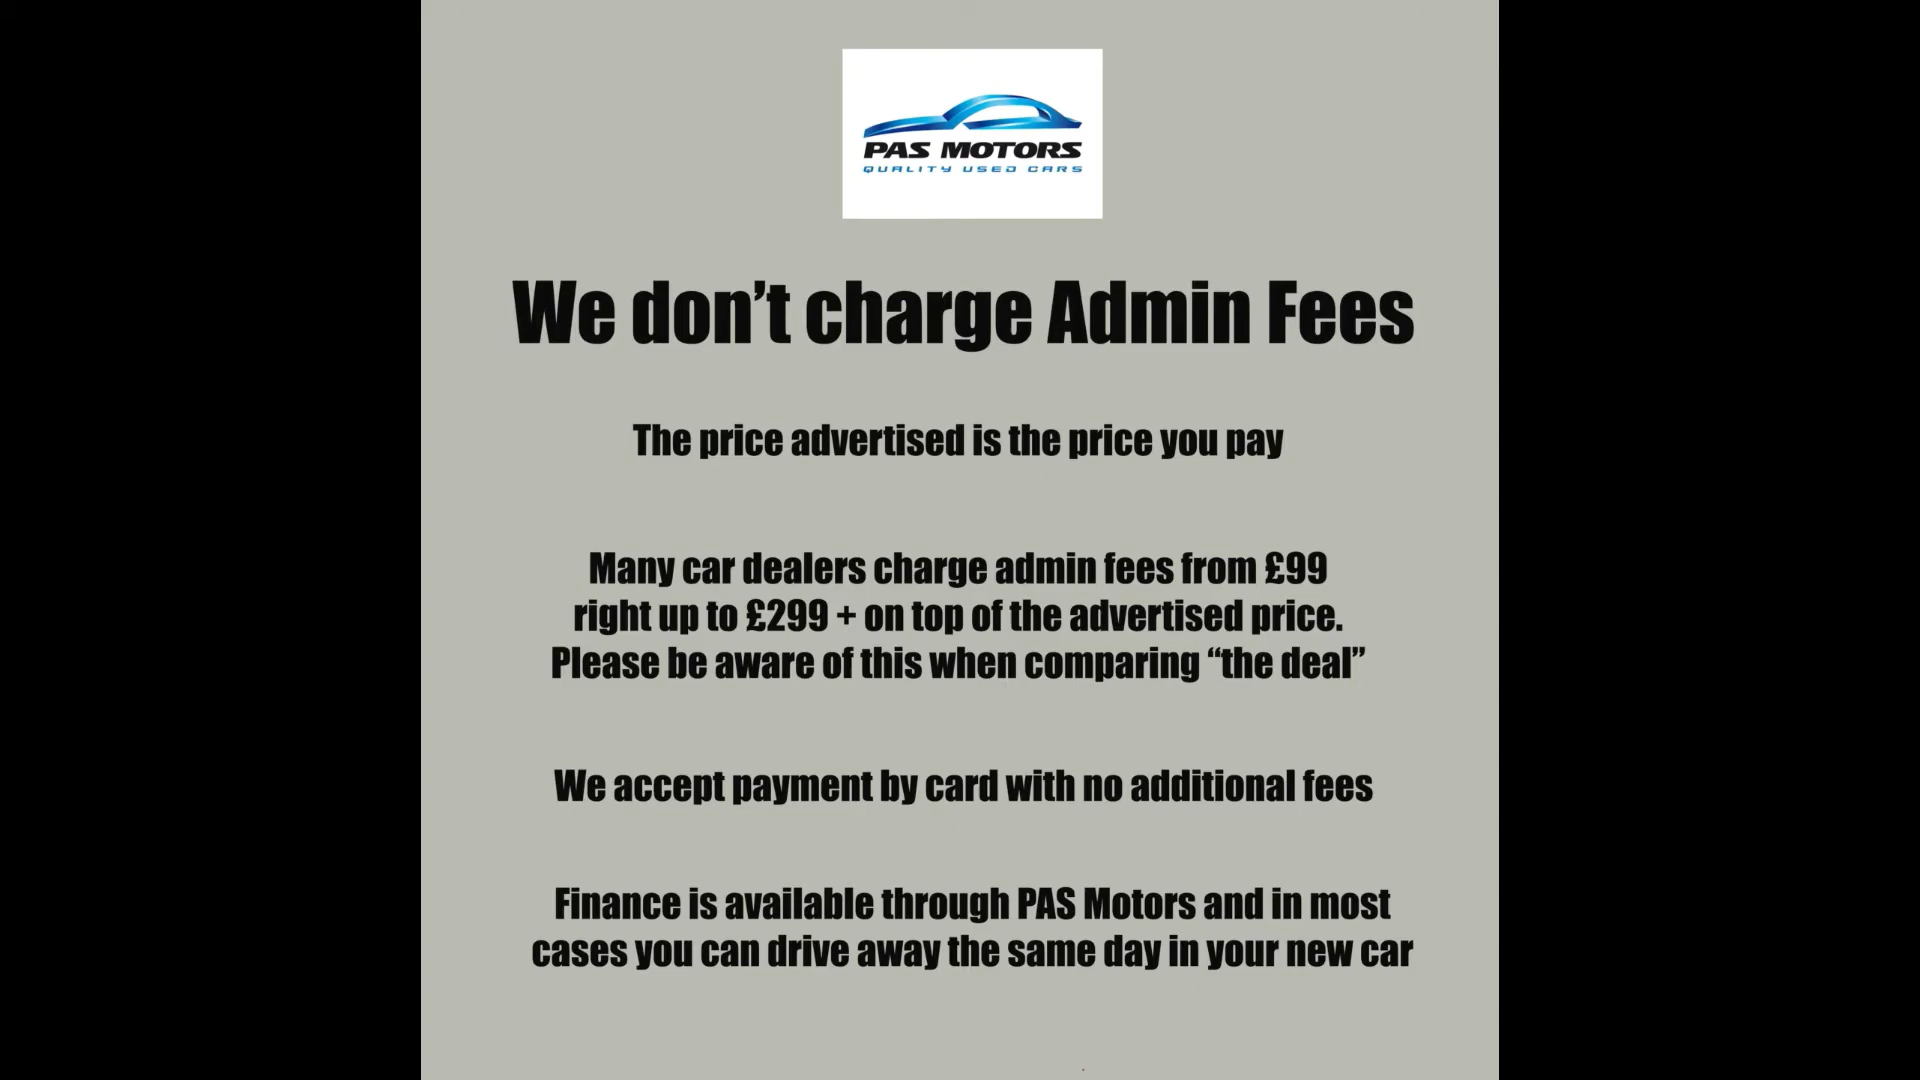 PAS MOTORS
QUALITY USED CARS
We don’t charge Admin Fees
The price advertised is the price you pay
Many car dealers charge admin fees from £99
right up to £299 + on top of the advertised price.
Please be aware of this when comparing “the deal”
We accept payment by card with no additional fees
Finance is available through PAS Motors and in most
cases you can drive away the same day in your new car